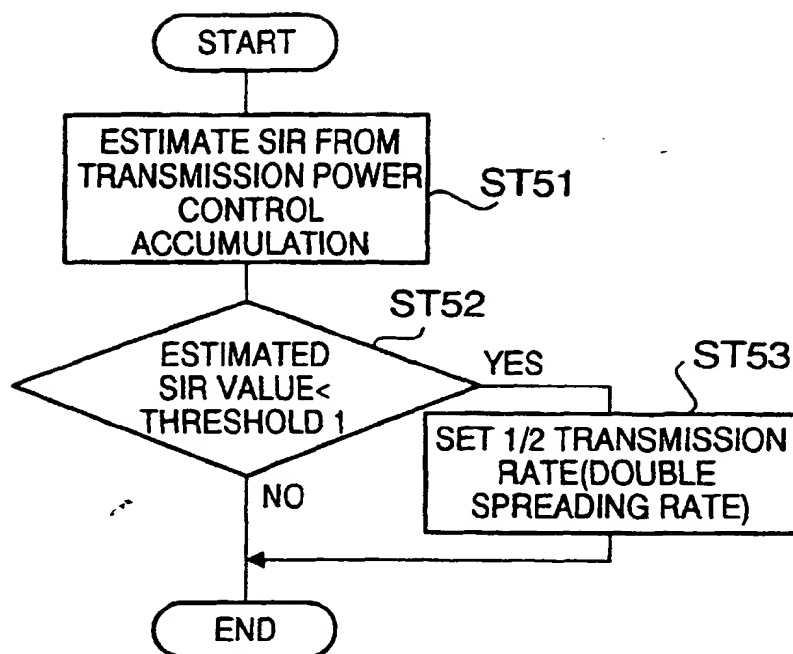 START
ESTIMATE SIR FROM
TRANSMISSION POWER
CONTROL
ACCUMULATION
ST51
ST52
ESTIMATED
SIR VALUE<
THRESHOLD 1
YES
ST53
SET 1/2 TRANSMISSION
RATE(DOUBLE
SPREADING RATE)
NO
END